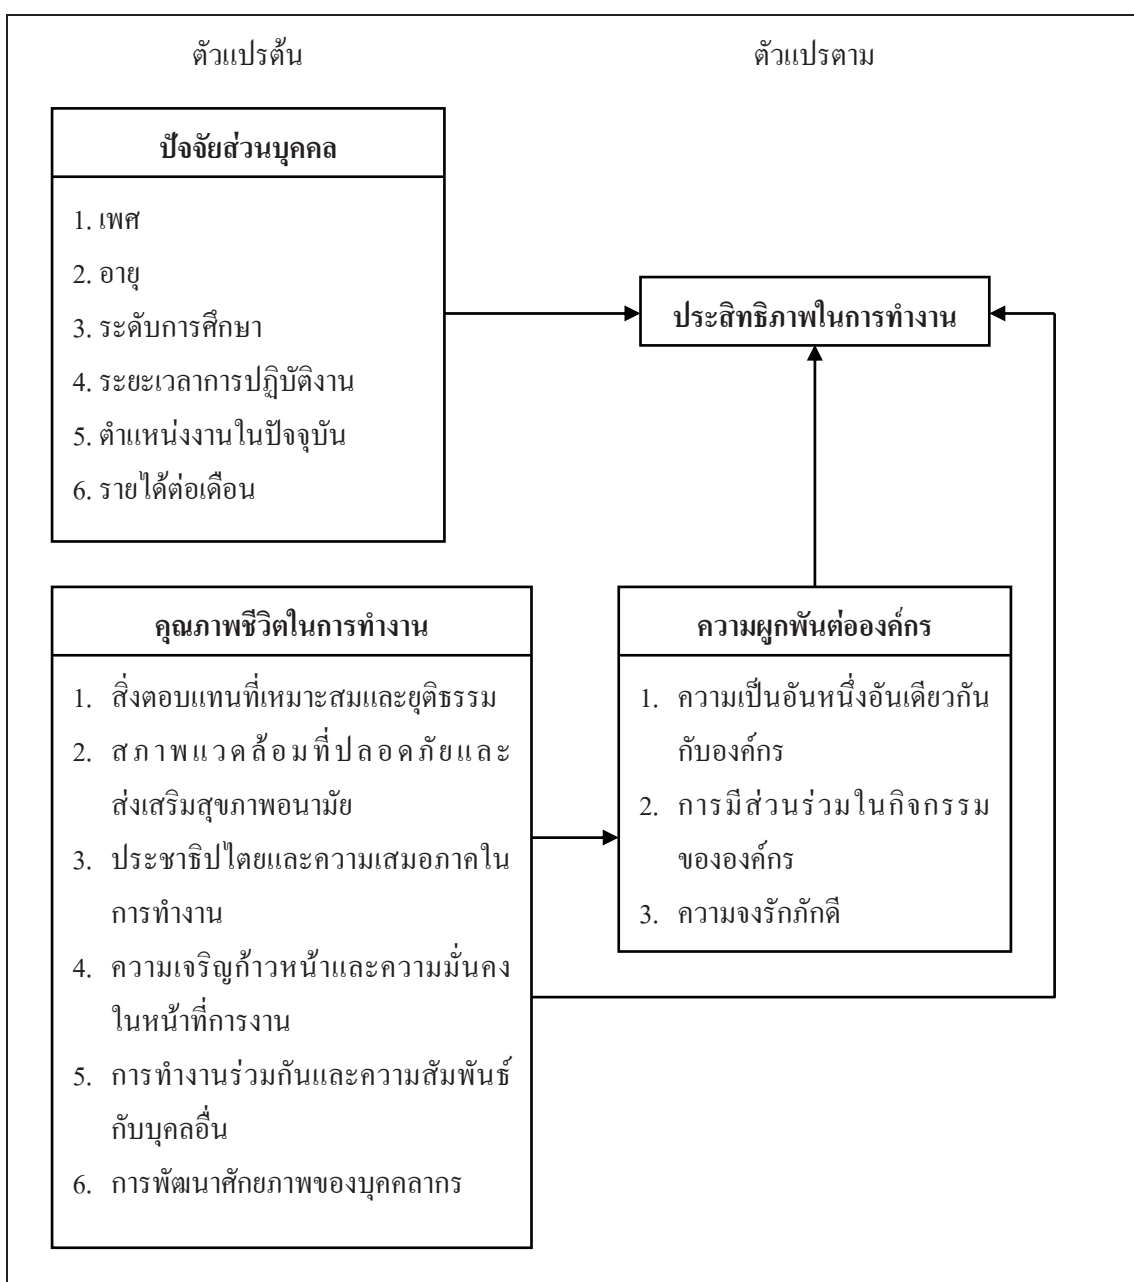 ตัวแปรต้น
ตัวแปรตาม
ปัจจัยส่วนบุคคล
1. เพศ
2. อายุ
3. ระดับการศึกษา
4. ระยะเวลาการปฏิบัติงาน
5. ตำแหน่งงานในปัจจุบัน
6. รายได้ต่อเดือน
ประสิทธิภาพในการทำงาน
คุณภาพชีวิตในการทำงาน
1. สิ่งตอบแทนที่เหมาะสมและยุติธรรม
2. สภาพแวดล้อมที่ปลอดภัยและ
ส่งเสริมสุขภาพอนามัย
3. ประชาธิปไตยและความเสมอภาคใน
การทำงาน
4. ความเจริญก้าวหน้าและความมั่นคง
ในหน้าที่การงาน
5. การทำงานร่วมกันและความสัมพันธ์
กับบุคลอื่น
6. การพัฒนาศักยภาพของบุคคลากร
ความผูกพันต่อองค์กร
1. ความเป็นอันหนึ่งอันเดียวกัน
กับองค์กร
2. การมีส่วนร่วมในกิจกรรม
ขององค์กร
3. ความจงรักภักดี